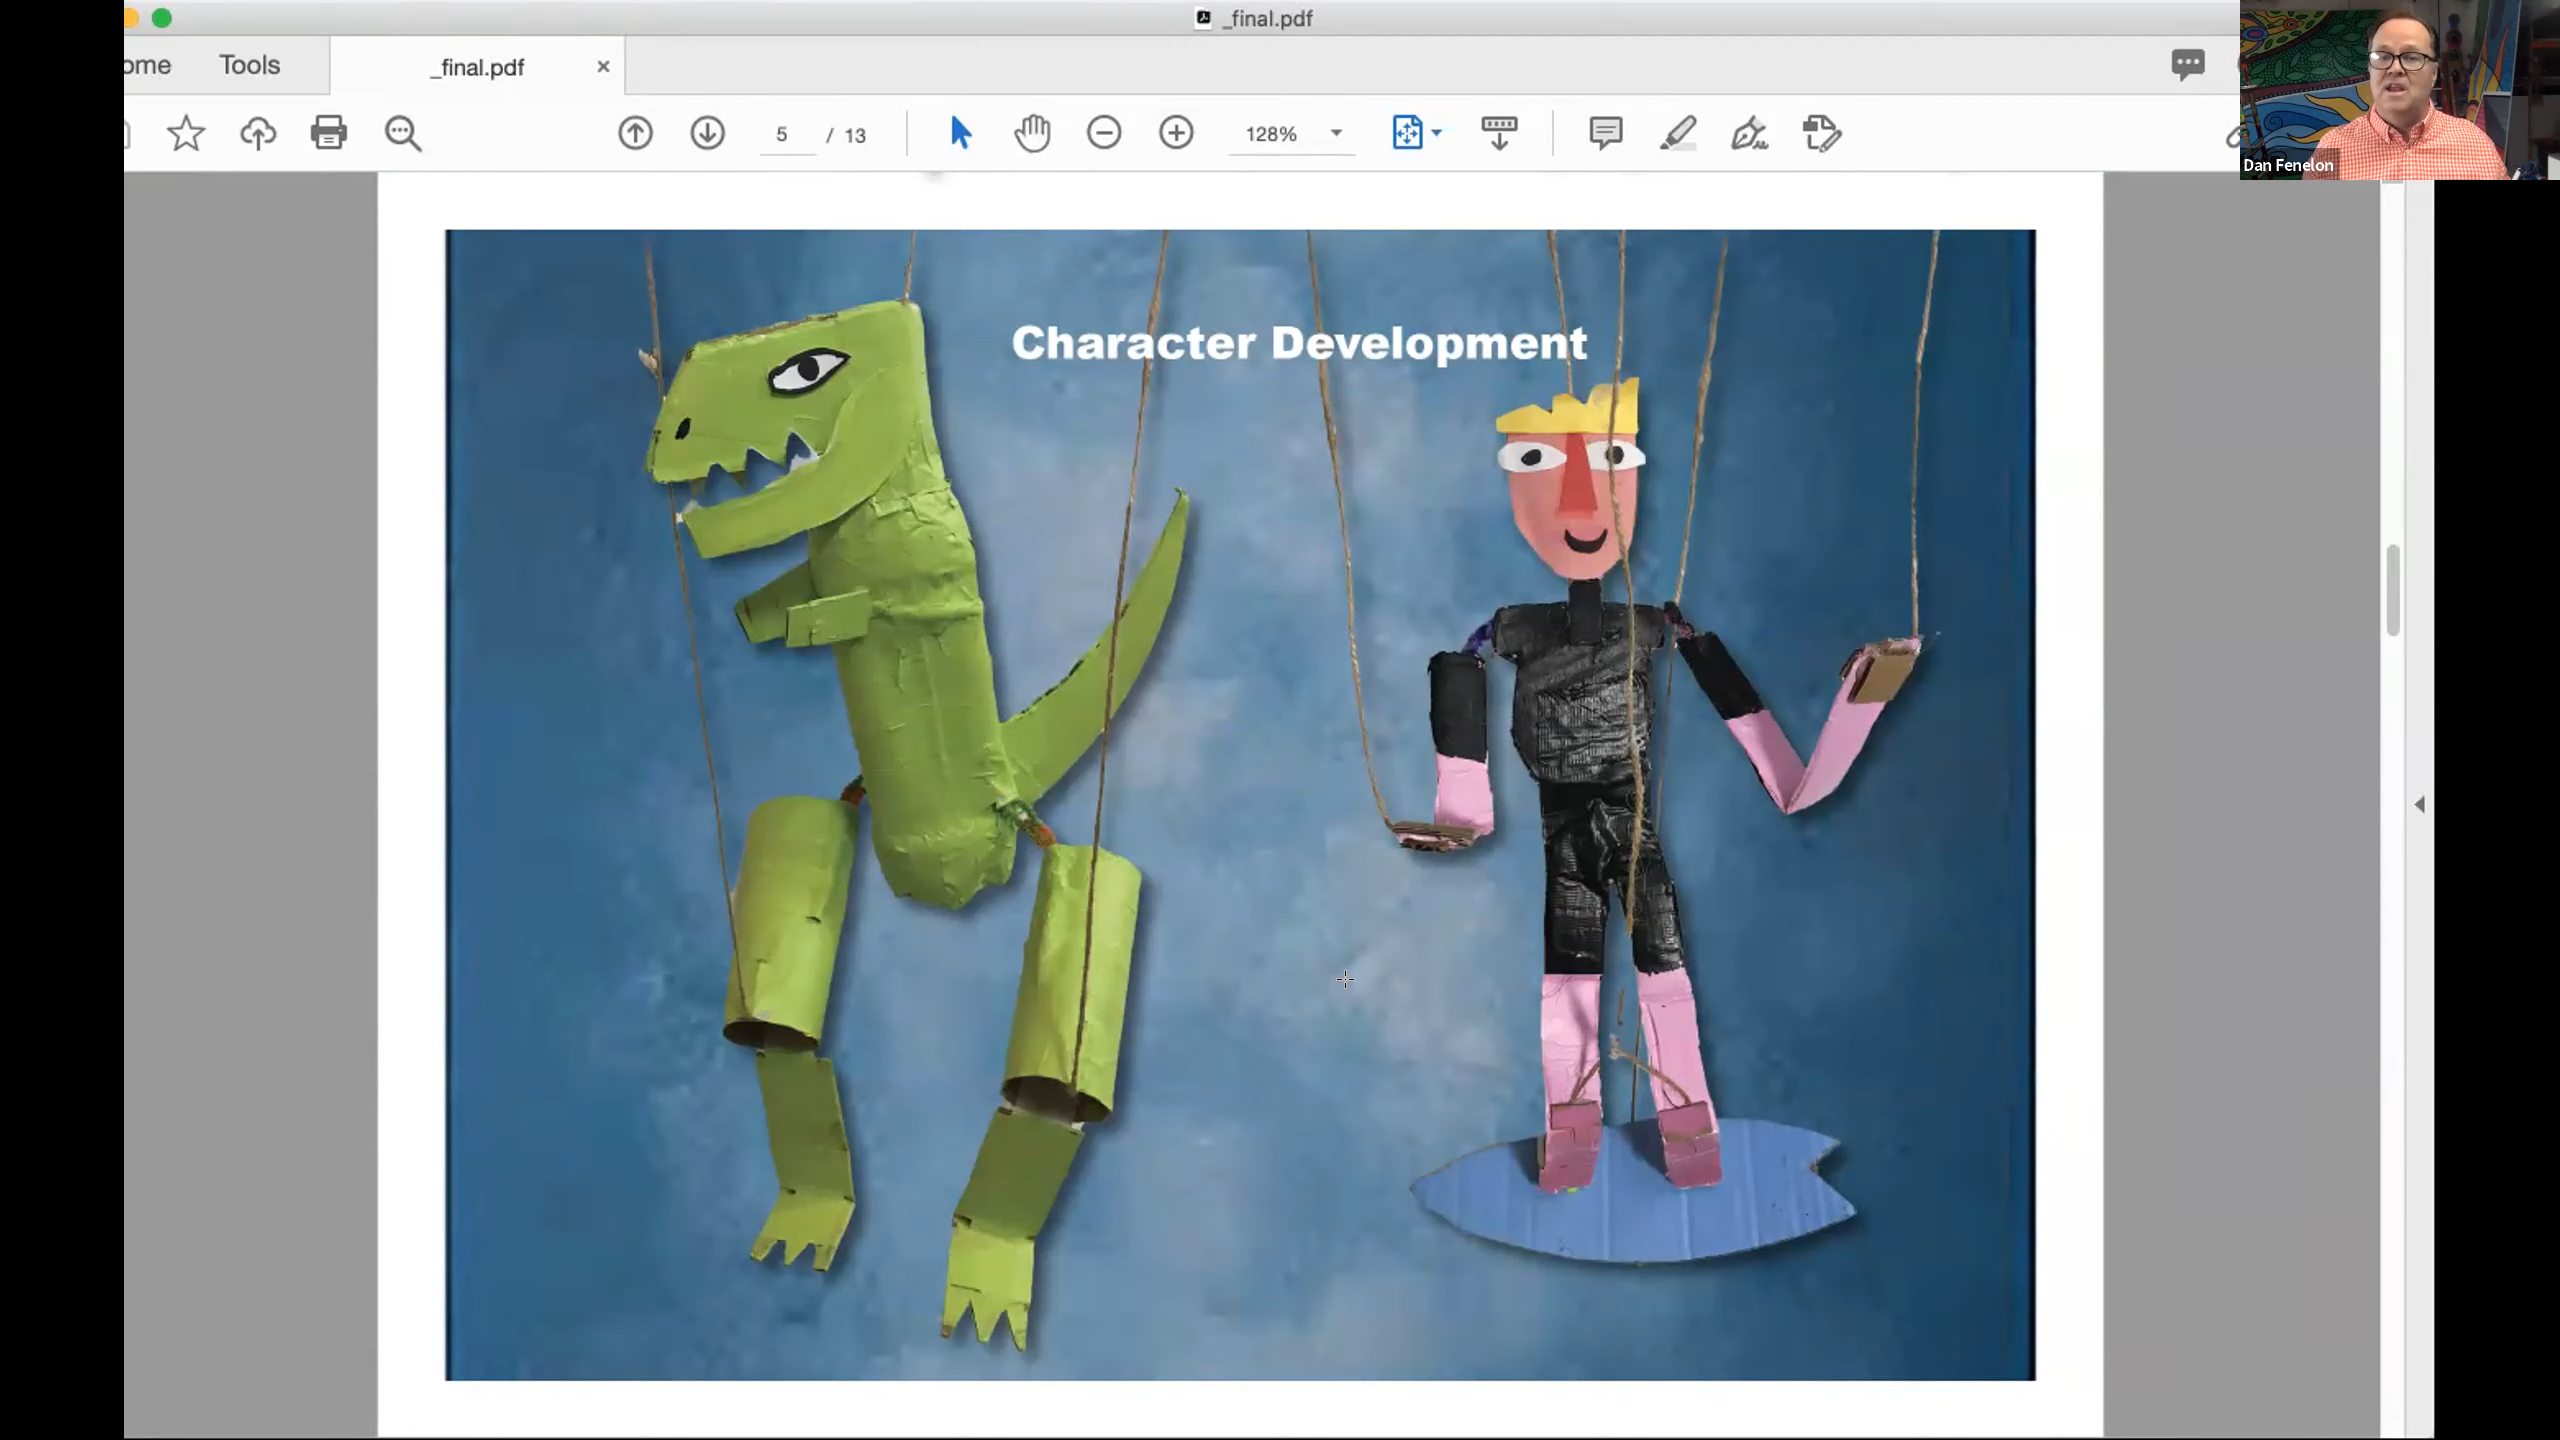 _final.pdf
ome
Tools
_final.pdf
5 / 13
128%
Dan Fenelon
Character Development